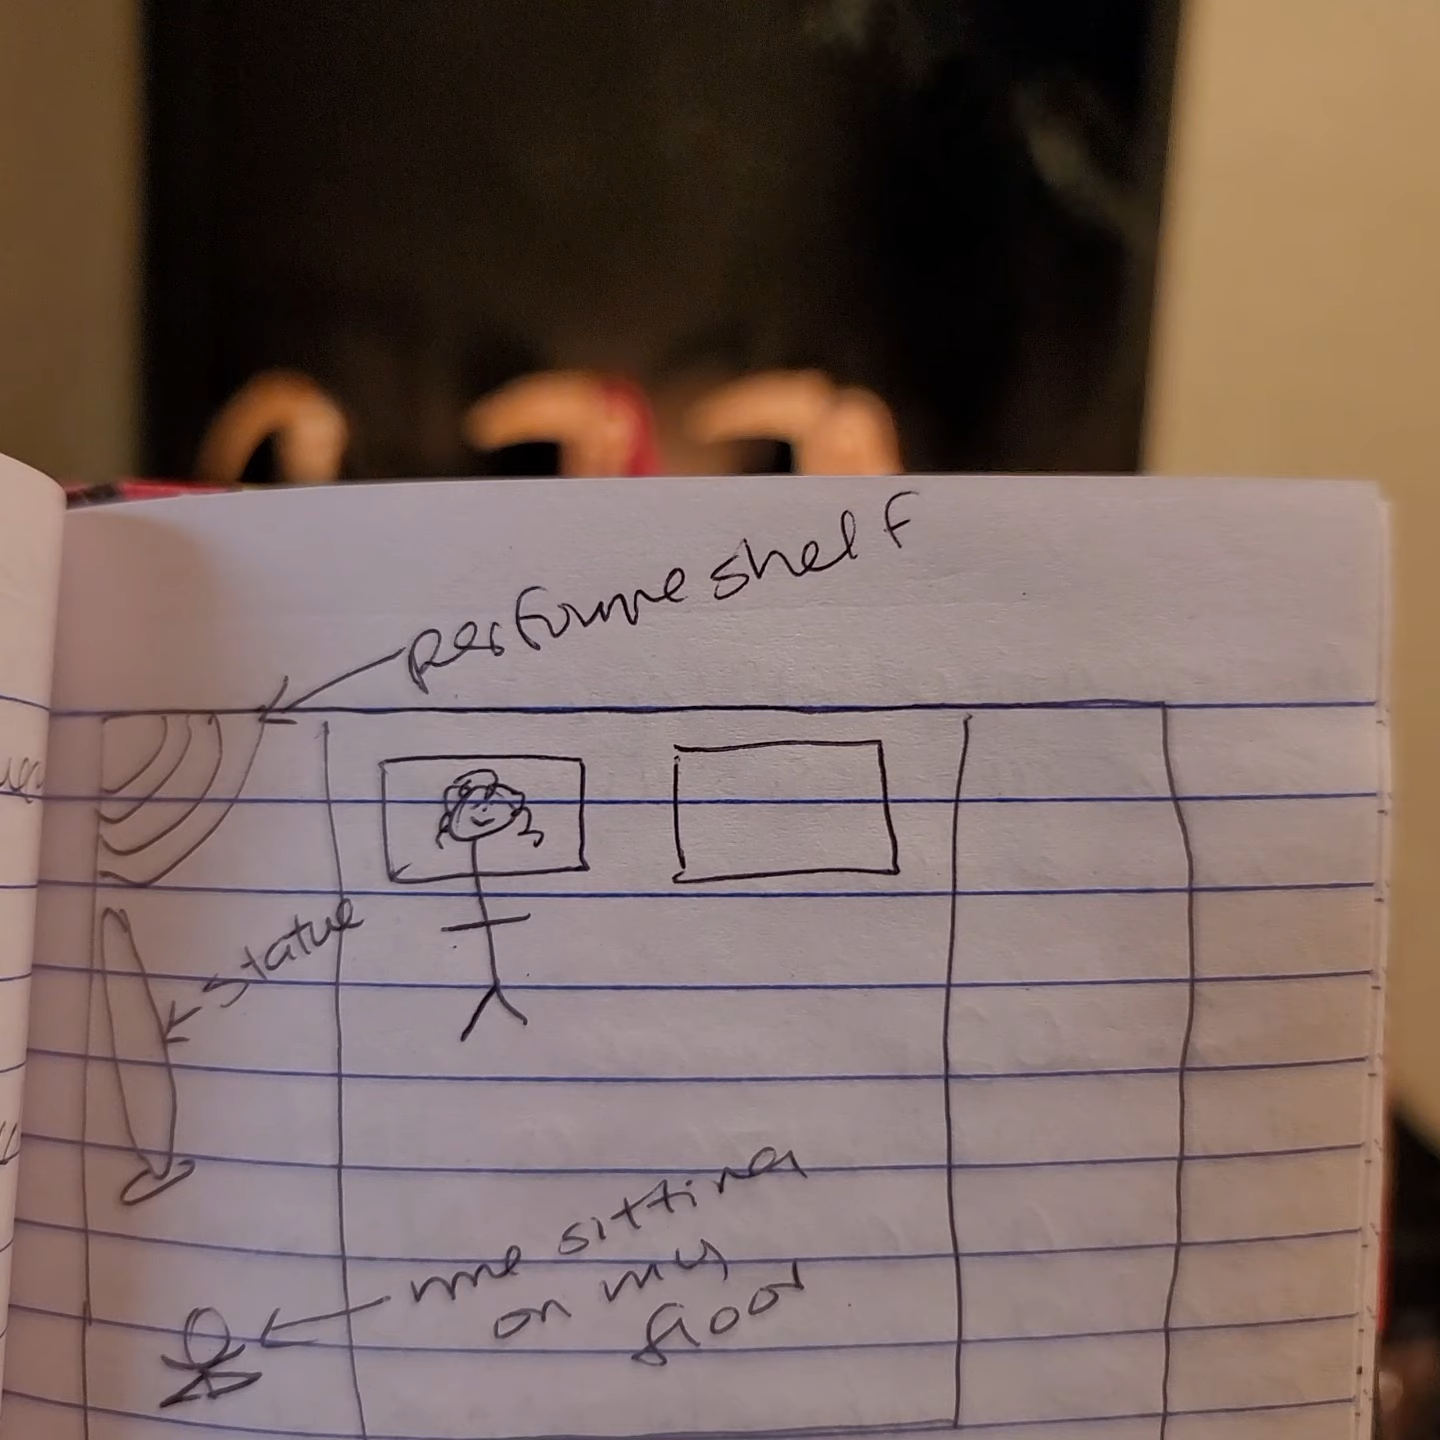 perfume shelf
statue
me sitting
on my
floor